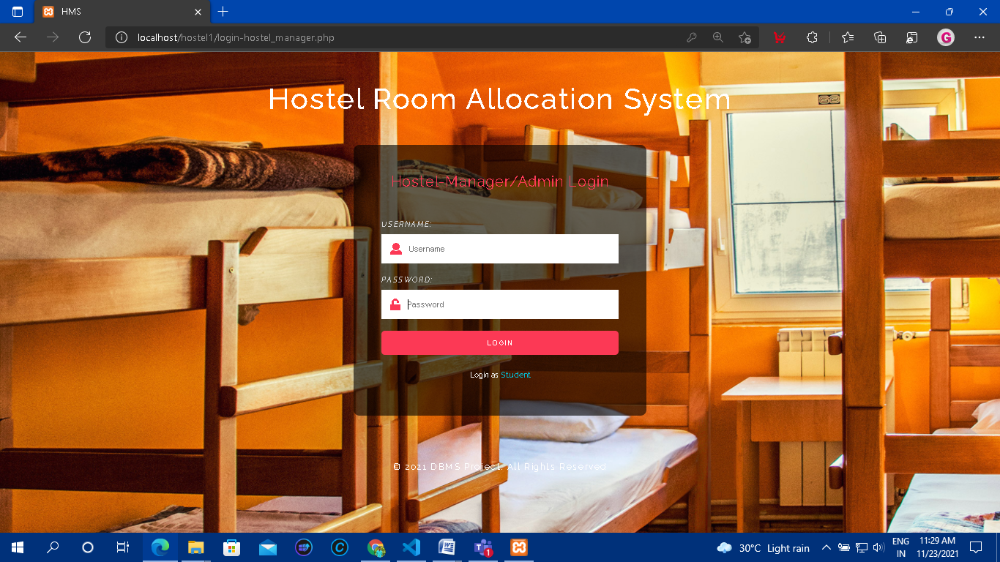 HMS
localhost/hostel1/login-hostel_manager.php
G
Hostel Room Allocation System
Hostel-Manager/Admin Login
USERNAME:
Username
PASSWORD:
Password
LOGIN
Login as Student
© 2021 DBMS Project. All Rights Reserved
30°C Light rain
ENG
IN
11:29 AM
11/23/2021
1